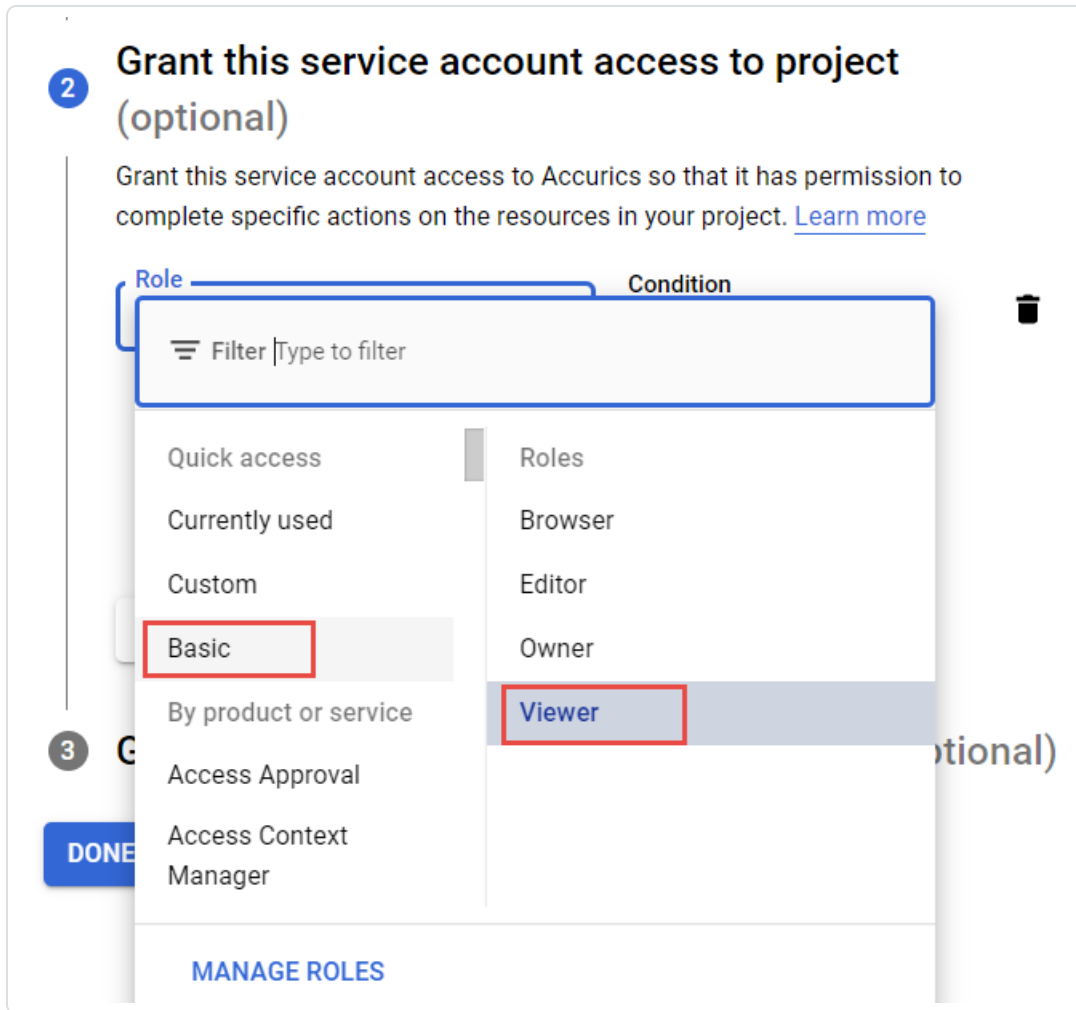 2
Grant this service account access to project
(optional)
Grant this service account access to Accurics so that it has permission to
complete specific actions on the resources in your project. Learn more
Role
Condition
Filter Type to filter
Quick access
Currently used
Custom
Basic
By product or service
Access Approval
Access Context
Manager
Roles
Browser
Editor
Owner
Viewer
3
DONE
MANAGE ROLES